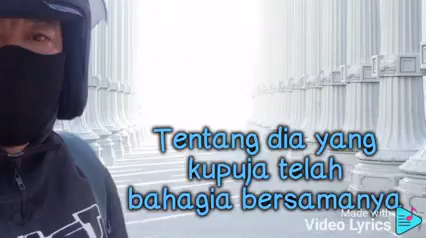 Tentang dia yang
kupuja telah
bahagia bersamanya
Made with
Video Lyrics